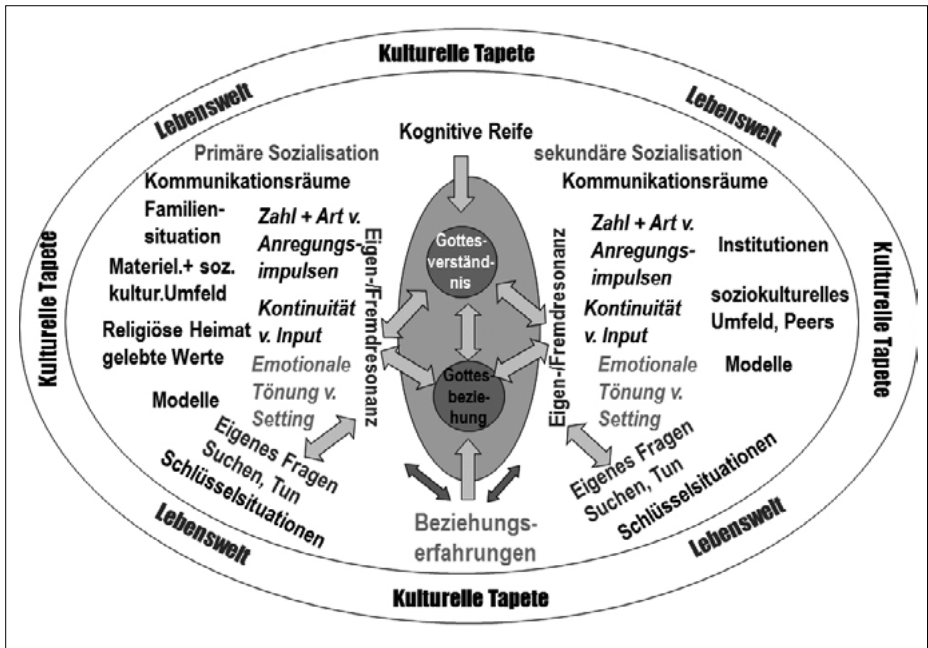 Kulturelle Tapete
Lebenswelt
Lebenswelt
Kognitive Reife
Primäre Sozialisation
Kommunikationsräume
Familien-
situation
Materiel.+ soz.
kultur.Umfeld
Religiöse Heimat
gelebte Werte
Modelle
Zahl + Art v.
Anregungs-
impulsen
Kontinuität
v. Input
Emotionale
Tönung v.
Setting
Eigen-/Fremdresonanz
Eigenes Fragen
Suchen, Tun
Schlüsselsituationen
Gottes-
verständ-
nis
Gottes-
bezie-
hung
Beziehungs-
erfahrungen
sekundäre Sozialisation
Kommunikationsräume
Eigen-/Fremdresonanz
Zahl + Art v.
Anregungs-
impulsen
Kontinuität
v. Input
Emotionale
Tönung v.
Setting
Institutionen
soziokulturelles
Umfeld, Peers
Modelle
Eigenes Fragen
Suchen, Tun
Schlüsselsituationen
Kulturelle Tapete
Kulturelle Tapete
Lebenswelt
Lebenswelt
Kulturelle Tapete